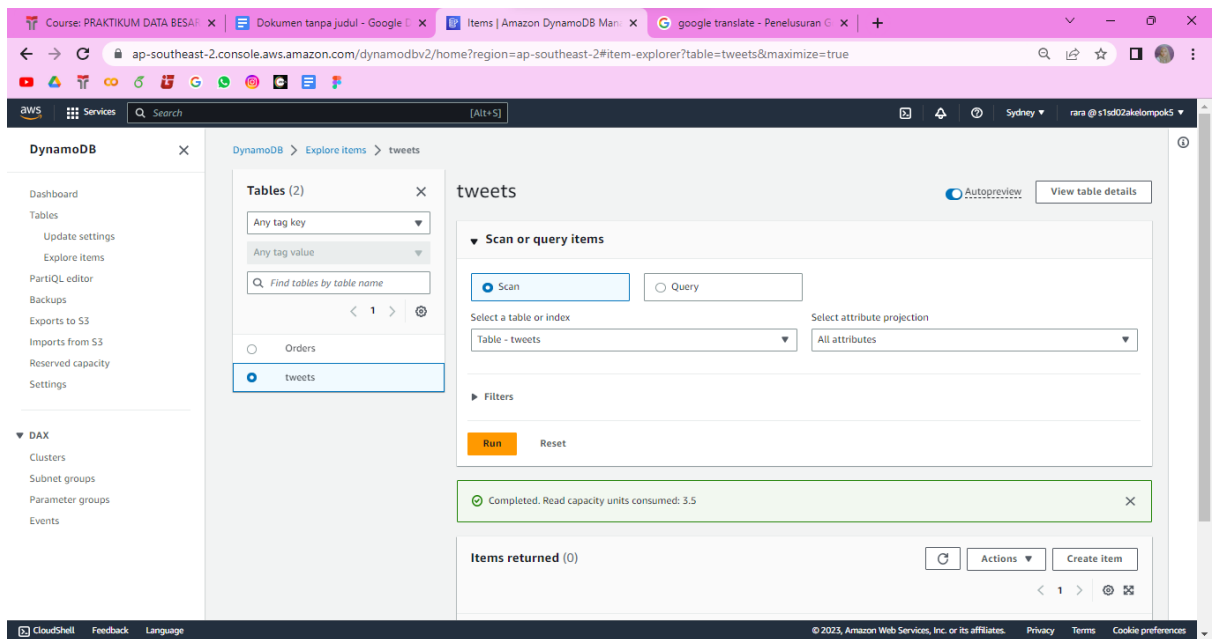 Course: PRAKTIKUM DATA BESAR
Dokumen tanpa judul - Google D
Items | Amazon DynamoDB Man
google translate - Penelusuran G
ap-southeast-2.console.aws.amazon.com/dynamodbv2/home?region=ap-southeast-2#item-explorer?table=tweets&maximize=true
aws
Services
Search
[Alt+S]
Sydney
rara @ s1sd02akelompok5
DynamoDB
Dashboard
Tables
Update settings
Explore items
PartiQL editor
Backups
Exports to S3
Imports from S3
Reserved capacity
Settings
DAX
Clusters
Subnet groups
Parameter groups
Events
DynamoDB > Explore items > tweets
Tables (2)
Any tag key
Any tag value
Find tables by table name
1
Orders
tweets
tweets
Autopreview
View table details
Scan or query items
Scan
Query
Select a table or index
Table - tweets
Select attribute projection
All attributes
Filters
Run
Reset
Completed. Read capacity units consumed: 3.5
Items returned (0)
Actions
Create item
1
CloudShell
Feedback
Language
© 2023, Amazon Web Services, Inc. or its affiliates.
Privacy
Terms
Cookie preferences